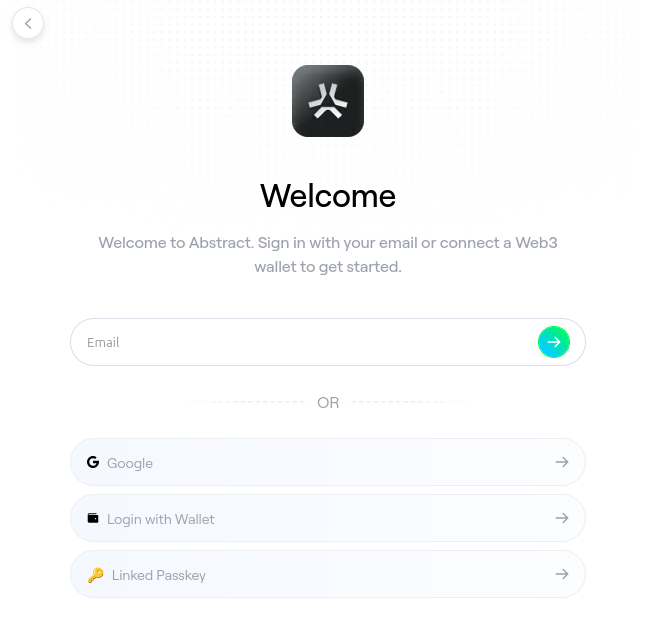 Welcome
Welcome to Abstract. Sign in with your email or connect a Web3
wallet to get started.
Email
OR
Google
Login with Wallet
Linked Passkey